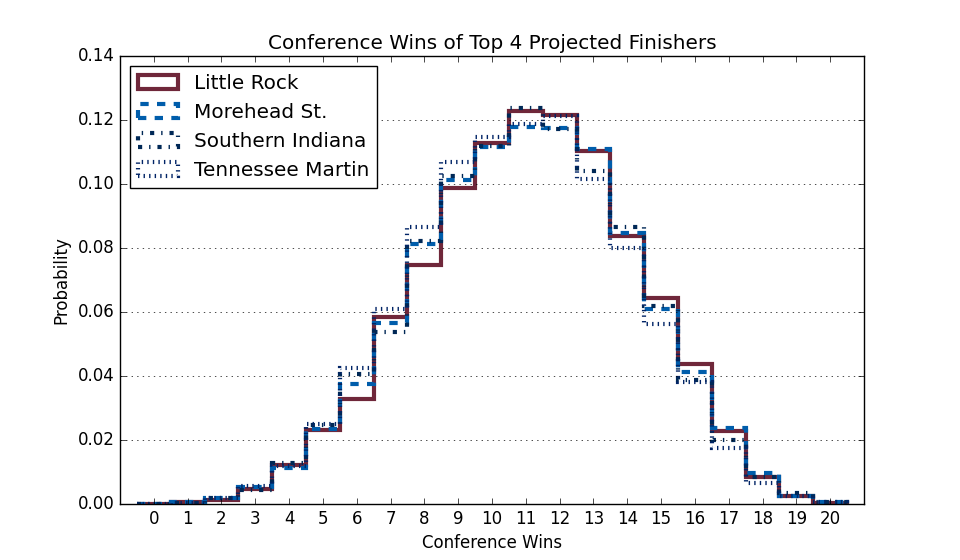 Conference Wins of Top 4 Projected Finishers
0.14
0.12
0.10
0.08
0.06
0.04
0.02
0.00
Probability
Little Rock
Morehead St.
Southern Indiana
Tennessee Martin
0 1 2 3 4 5 6 7 8 9 10 11 12 13 14 15 16 17 18 19 20
Conference Wins